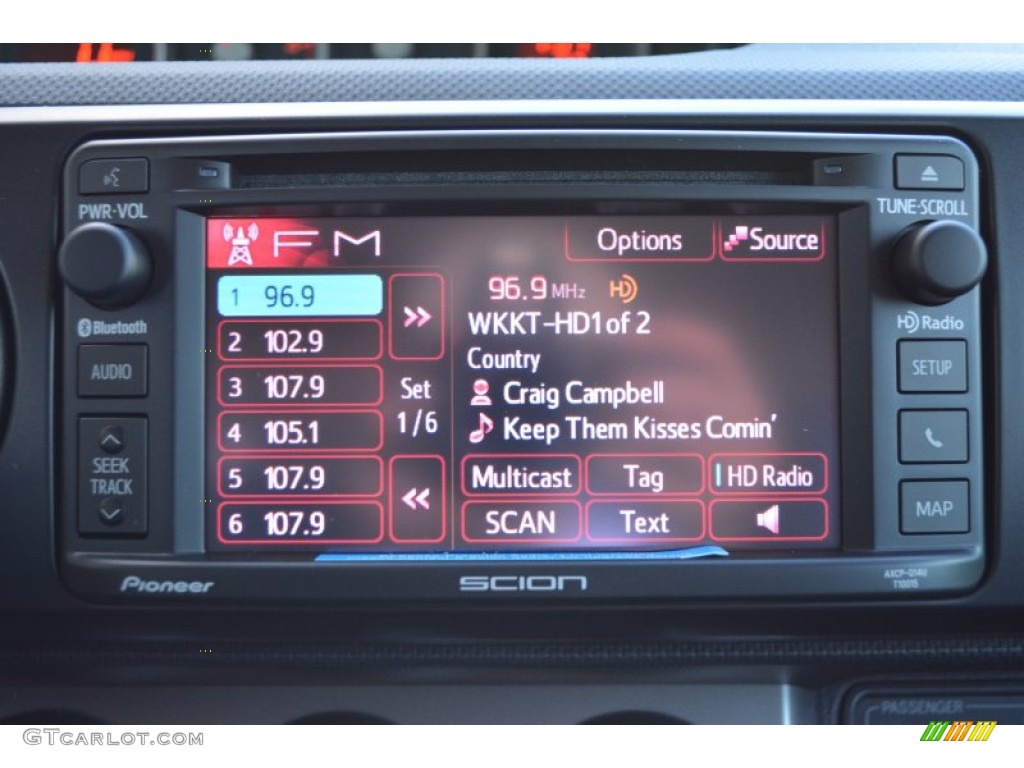 PWR·VOL
TUNE·SCROLL
FM
Options
Source
1 96.9
2 102.9
3 107.9
4 105.1
5 107.9
6 107.9
>>
Set
1/6
<<
96.9 MHz HD
WKKT-HD1 of 2
Country
Craig Campbell
Keep Them Kisses Comin'
Multicast
Tag
HD Radio
SCAN
Text
Bluetooth
AUDIO
SEEK
TRACK
HD Radio
SETUP
MAP
Pioneer
SCION
AXCP-G14U
T10015
PASSENGER
GTCARLOT.COM